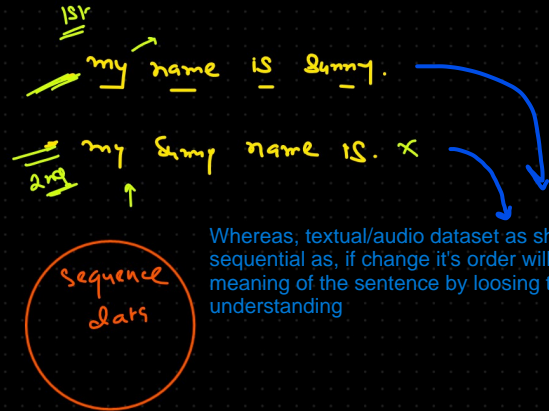 1st
my name is Sunny.
my Sunny name is. x
2nd
Whereas, textual/audio dataset as sh
sequential as, if change it's order will
meaning of the sentence by loosing t
understanding
sequence
data